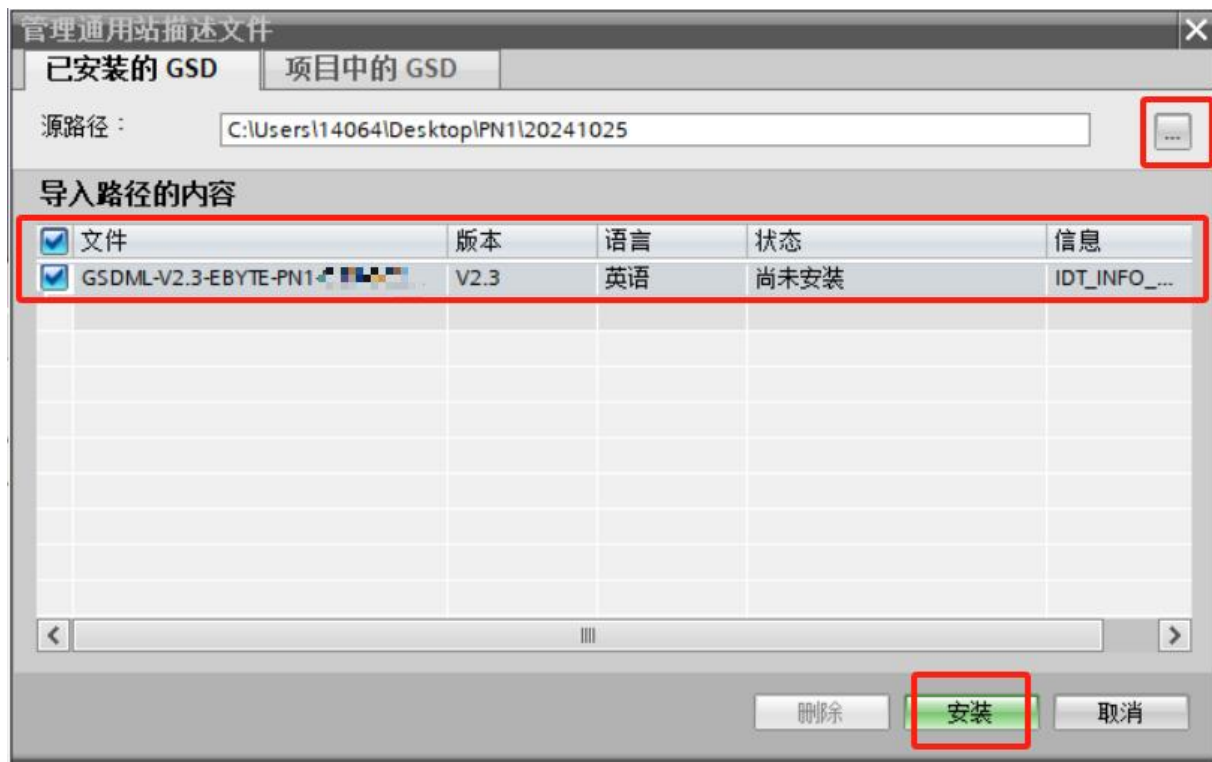 管理通用站描述文件
已安装的 GSD 项目中的 GSD
源路径： C:\Users\14064\Desktop\PN1\20241025 ...
导入路径的内容
文件 版本 语言 状态 信息
GSDML-V2.3-EBYTE-PN1- V2.3 英语 尚未安装 IDT_INFO_...
删除 安装 取消